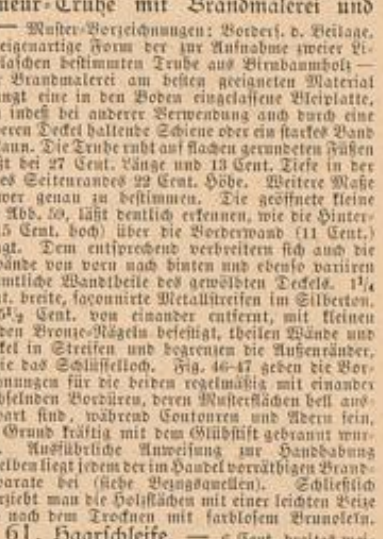 neur-Truhe mit Brandmalerei und
— Muster-Vorzeichnungen: Vorders. d. Beilage.
eigenartige Form der zur Aufnahme zweier Li-
laschen bestimmten Truhe aus Birnbaumholz —
r Brandmalerei am besten geeigneten Material
ngt eine in den Boden eingelassene Bleiplatte,
indeß bei anderer Verwendung auch durch eine
eren Deckel haltende Schiene oder ein starkes Band
kann. Die Truhe ruht auf flachen gerundeten Füßen
zt bei 27 Cent. Länge und 13 Cent. Tiefe in der
es Seitenrandes 22 Cent. Höhe. Weitere Maße
wer genau zu bestimmen. Die geöffnete kleine
Abb. 59, läßt deutlich erkennen, wie die Hinter-
5 Cent. hoch) über die Vorderwand (11 Cent.)
gt. Dem entsprechend verbreitern sich auch die
ände von vorn nach hinten und ebenso variiren
mtliche Wandtheile des gewölbten Deckels. 1¼
t. breite, façonnirte Metallstreifen im Silberton,
5½ Cent. von einander entfernt, mit kleinen
den Bronze-Nägeln befestigt, theilen Wände und
kel in Streifen und begrenzen die Außenränder,
ie das Schlüsselloch. Fig. 46-47 geben die Vor-
nungen für die beiden regelmäßig mit einander
hselnden Bordüren, deren Musterflächen hell aus-
part sind, während Contouren und Adern fein,
Grund kräftig mit dem Glühstift gebrannt wur-
. Ausführliche Anweisung zur Handhabung
elben liegt jedem der im Handel vorräthigen Brand-
parate bei (siehe Bezugsquellen). Schließlich
rzieht man die Holzflächen mit einer leichten Beize
nach dem Trocknen mit farblosem Brunolein.
61. Haarschleife. —